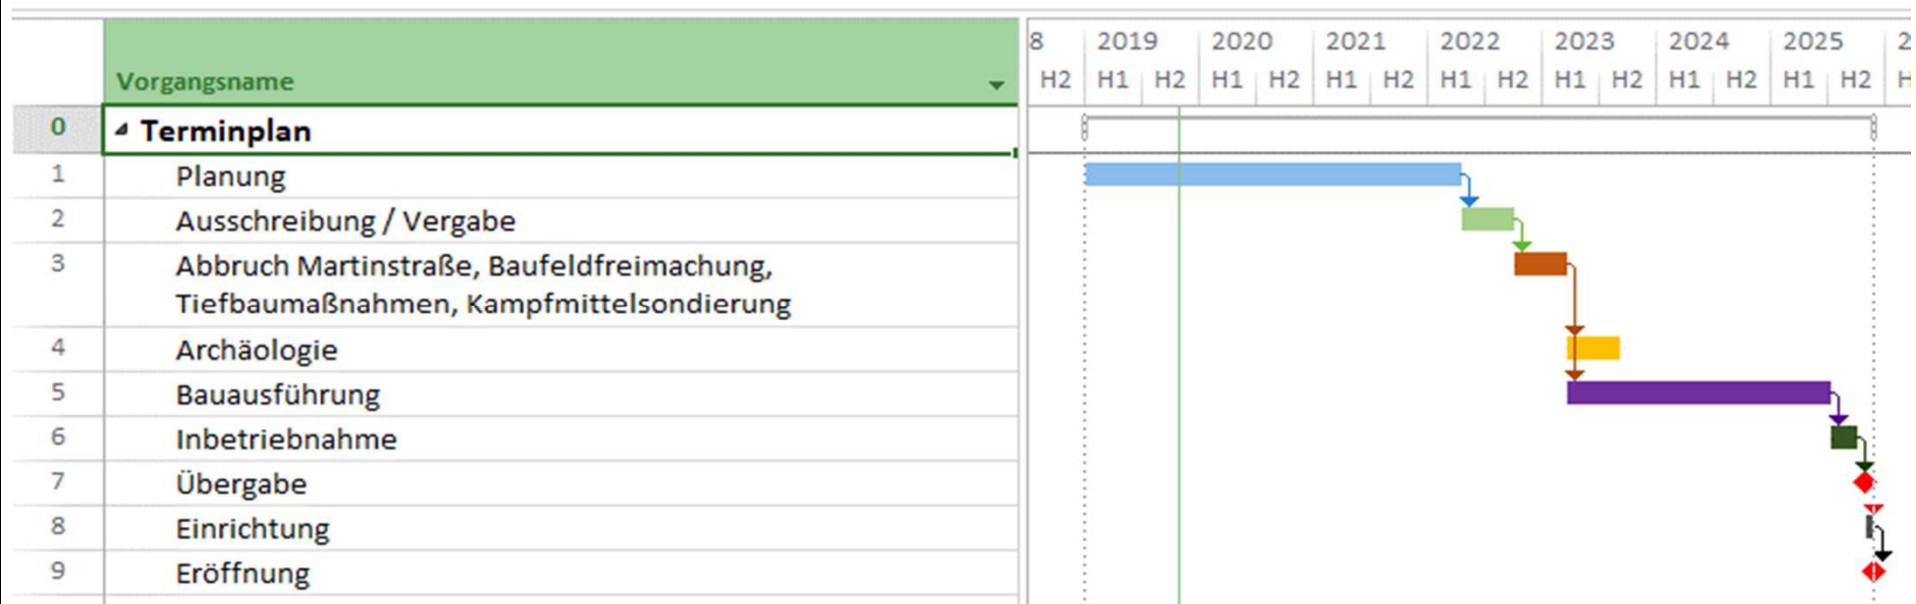 8 2019 2020 2021 2022 2023 2024 2025 2
Vorgangsname H2 H1 H2 H1 H2 H1 H2 H1 H2 H1 H2 H1 H2 H1 H2 H
0 Terminplan
1 Planung
2 Ausschreibung / Vergabe
3 Abbruch Martinstraße, Baufeldfreimachung,
Tiefbaumaßnahmen, Kampfmittelsondierung
4 Archäologie
5 Bauausführung
6 Inbetriebnahme
7 Übergabe
8 Einrichtung
9 Eröffnung